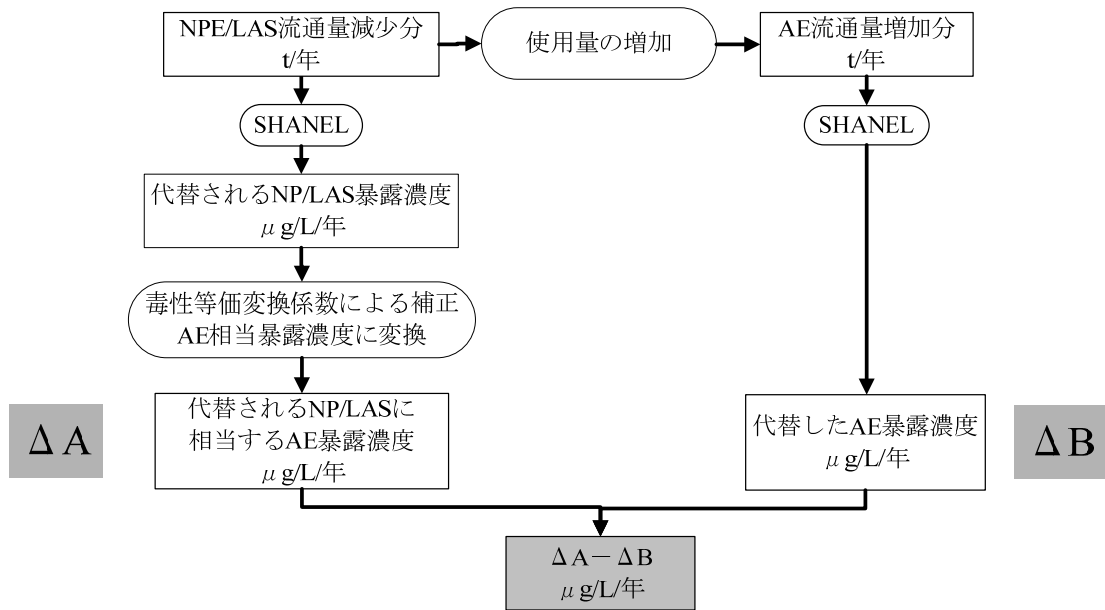 NPE/LAS流通量減少分
t/年
使用量の増加
AE流通量増加分
t/年
SHANEL
SHANEL
代替されるNP/LAS暴露濃度
μg/L/年
毒性等価変換係数による補正
AE相当暴露濃度に変換
代替されるNP/LASに
相当するAE暴露濃度
μg/L/年
ΔA
代替したAE暴露濃度
μg/L/年
ΔB
ΔA－ΔB
μg/L/年